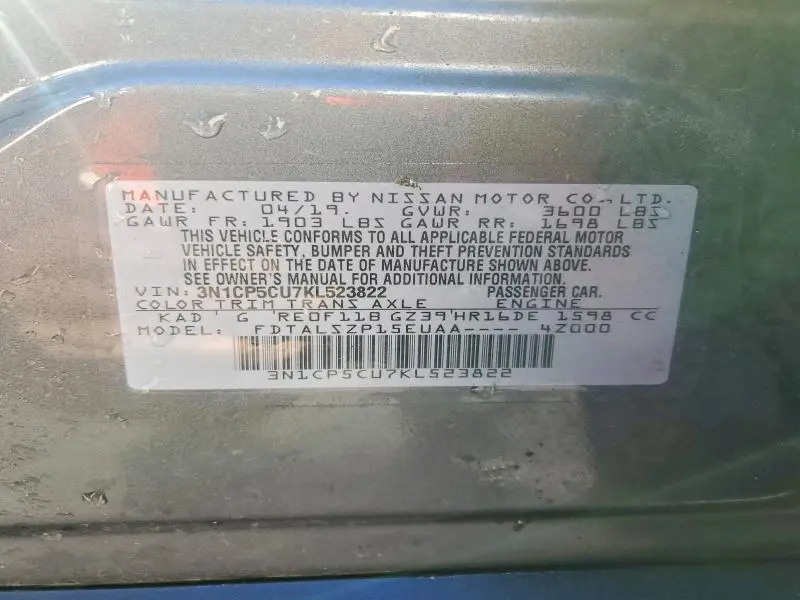 MANUFACTURED BY NISSAN MOTOR CO., LTD.
DATE: 04/19. GVWR: 3600 LBS
GAWR FR: 1903 LBS GAWR RR: 1698 LBS
THIS VEHICLE CONFORMS TO ALL APPLICABLE FEDERAL MOTOR
VEHICLE SAFETY, BUMPER AND THEFT PREVENTION STANDARDS
IN EFFECT ON THE DATE OF MANUFACTURE SHOWN ABOVE.
SEE OWNER'S MANUAL FOR ADDITIONAL INFORMATION.
VIN: 3N1CP5CU7KL523822 PASSENGER CAR.
COLOR TRIM TRANS AXLE ENGINE
KAD ' G 'RE0F11B GZ39'HR16DE 1598 CC
MODEL: FDTALSZP15EUAA---- 4Z000
3N1CP5CU7KL523822